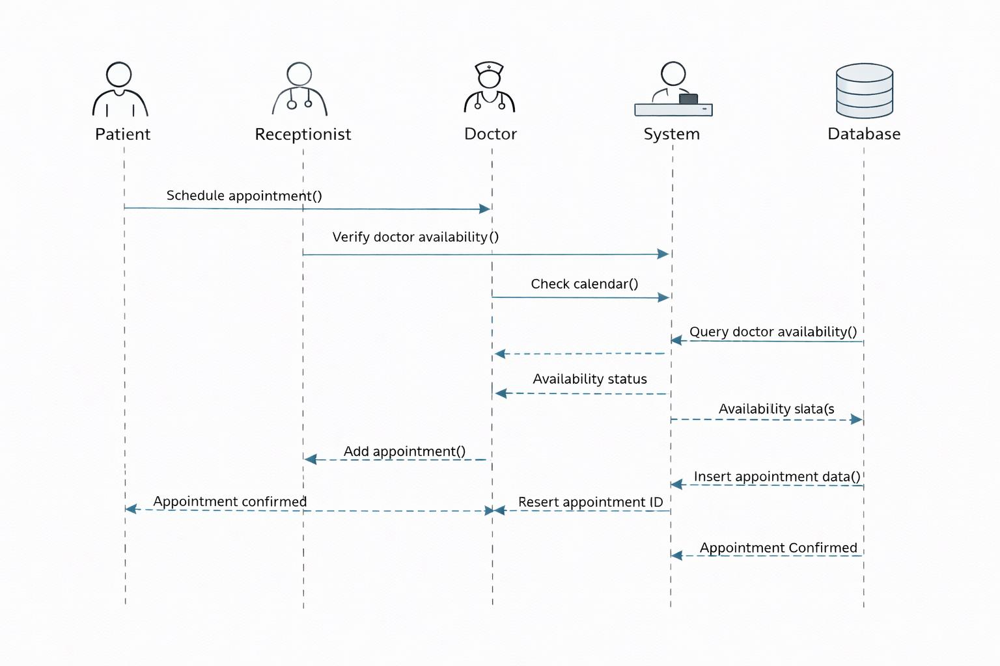 Patient
Receptionist
Doctor
System
Database
Schedule appointment()
Verify doctor availability()
Check calendar()
Query doctor availability()
Availability status
Availability slata(s
Add appointment()
Insert appointment data()
Appointment confirmed
Resert appointment ID
Appointment Confirmed